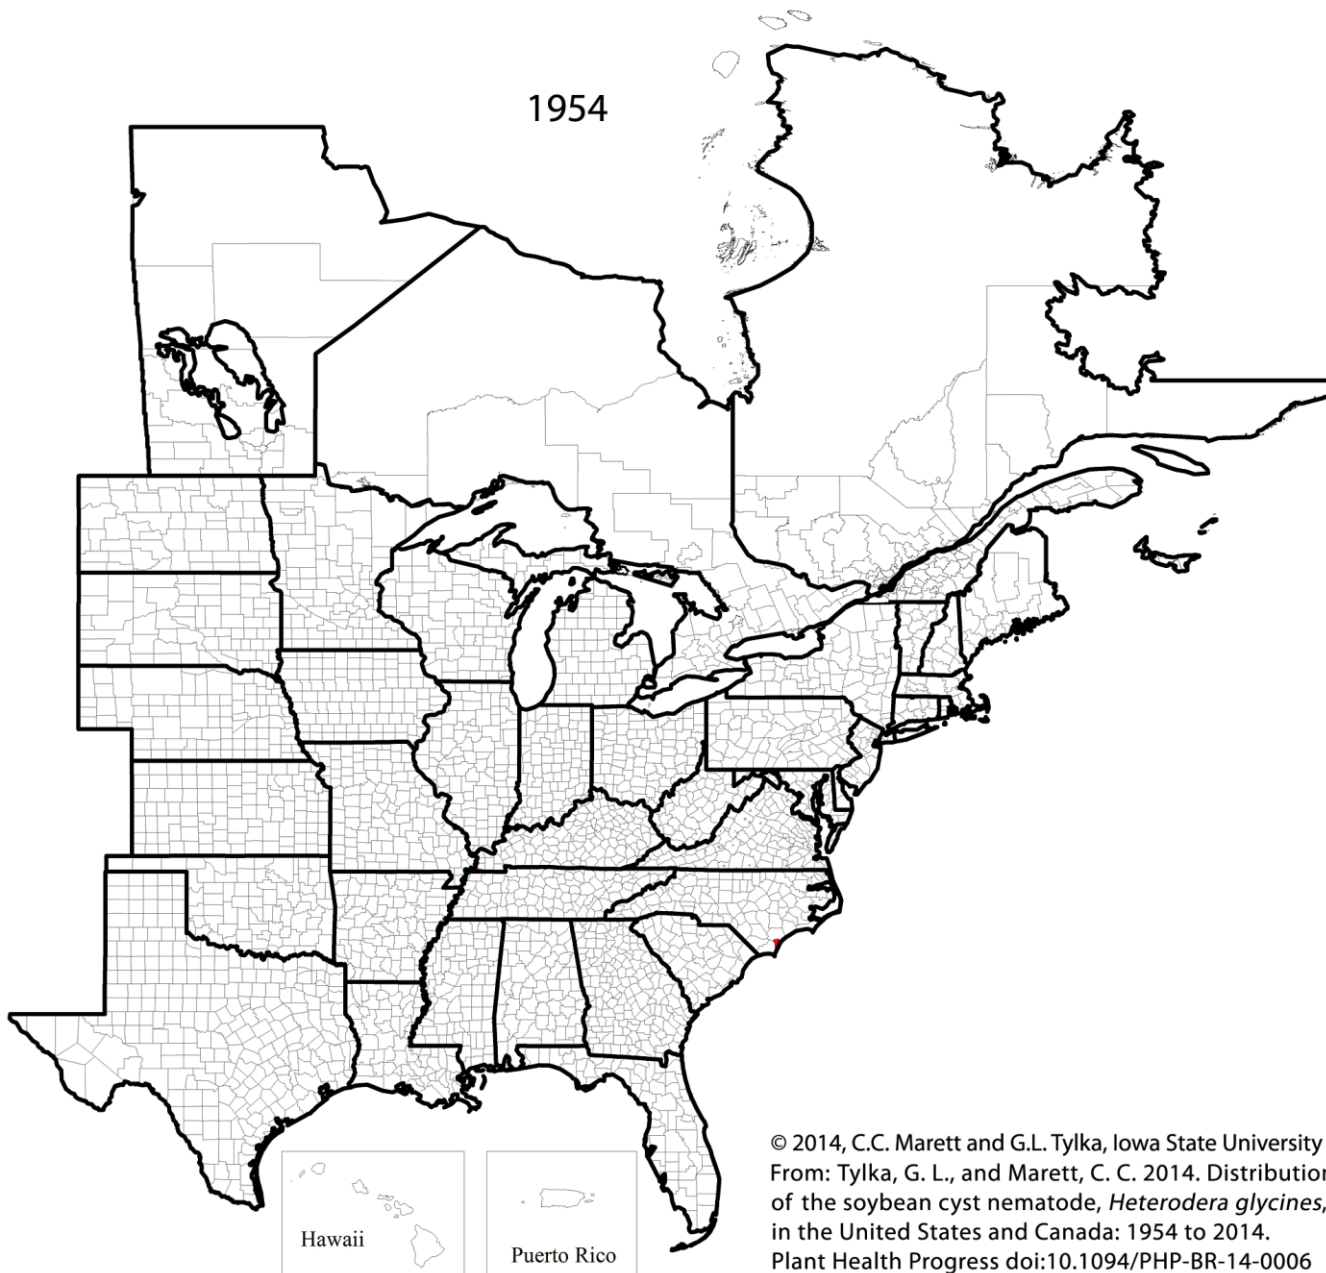 1954
Hawaii
Puerto Rico
© 2014, C.C. Marett and G.L. Tylka, Iowa State University
From: Tylka, G. L., and Marett, C. C. 2014. Distribution
of the soybean cyst nematode, Heterodera glycines,
in the United States and Canada: 1954 to 2014.
Plant Health Progress doi:10.1094/PHP-BR-14-0006